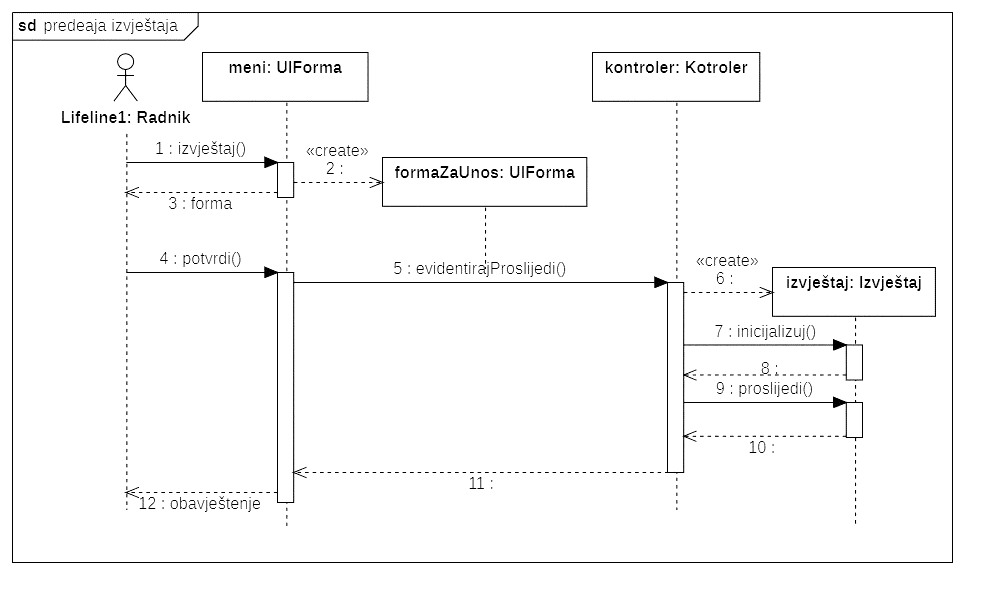 sd predeaja izvještaja
meni: UIForma
kontroler: Kotroler
Lifeline1: Radnik
1 : izvještaj()
«create»
2 :
formaZaUnos: UIForma
3 : forma
4 : potvrdi()
5 : evidentirajProslijedi()
«create»
6 :
izvještaj: Izvještaj
7 : inicijalizuj()
8 :
9 : proslijedi()
10 :
11 :
12 : obavještenje